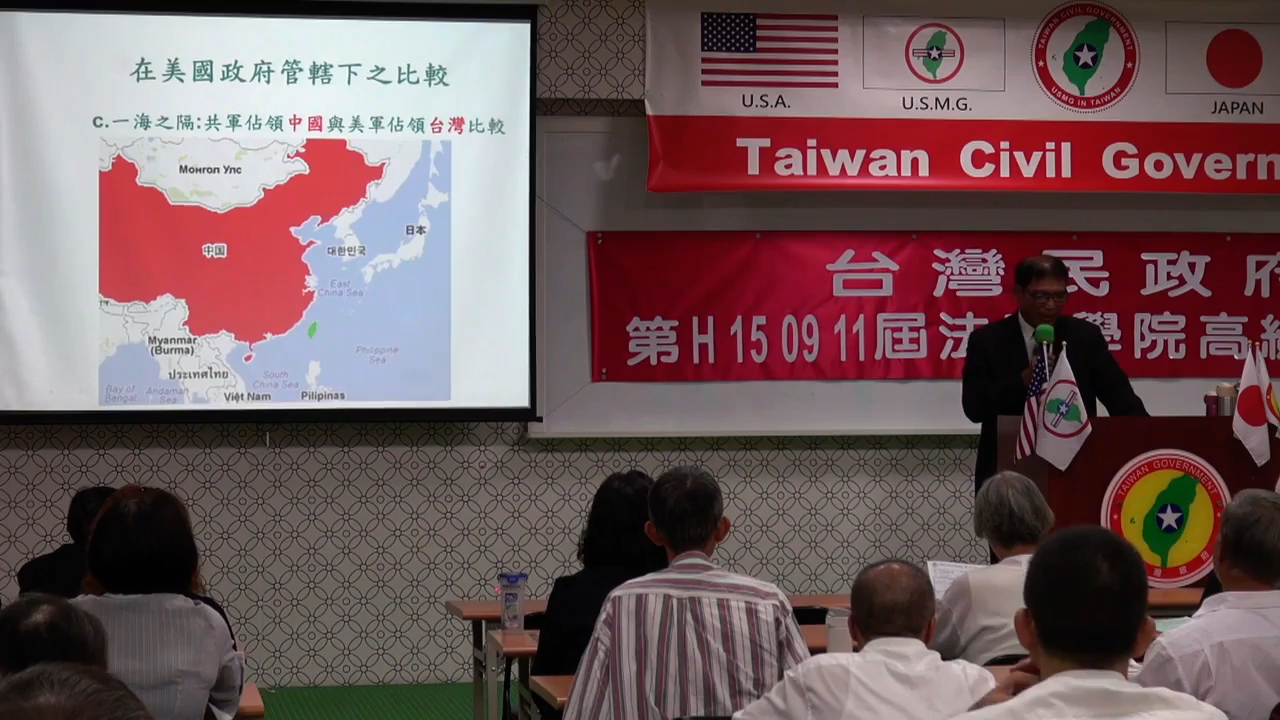 在美國政府管轄下之比較
C.一海之隔:共軍佔領中國與美軍佔領台灣比較
Монгол Улс
中国
대한민국
日本
East
China Sea
Myanmar
(Burma)
ประเทศไทย
Philippine
Sea
South
China Sea
Bay of
Bengal
Andaman
Sea
Việt Nam
Pilipinas
U.S.A.
U.S.M.G.
TAIWAN CIVIL GOVERNMENT
USMG IN TAIWAN
JAPAN
Taiwan Civil Govern
台灣民政府
第H 15 09 11屆法 學院高級
TAIWAN GOVERNMENT